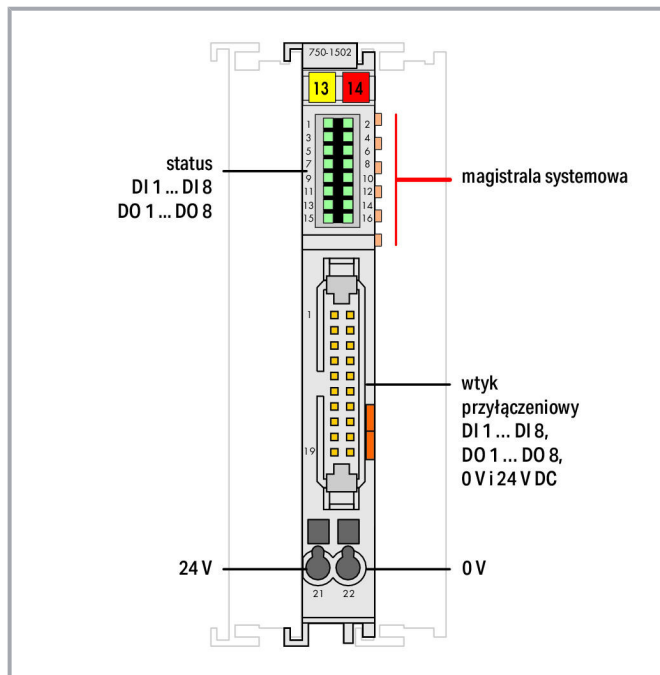 750-1502
13 14
1 2
3 4
5 6
7 8
9 10
11 12
13 14
15 16
status
DI 1 ... DI 8
DO 1 ... DO 8
magistrala systemowa
1
19
wtyk
przyłączeniowy
DI 1 ... DI 8,
DO 1 ... DO 8,
0 V i 24 V DC
24 V
0 V
21 22